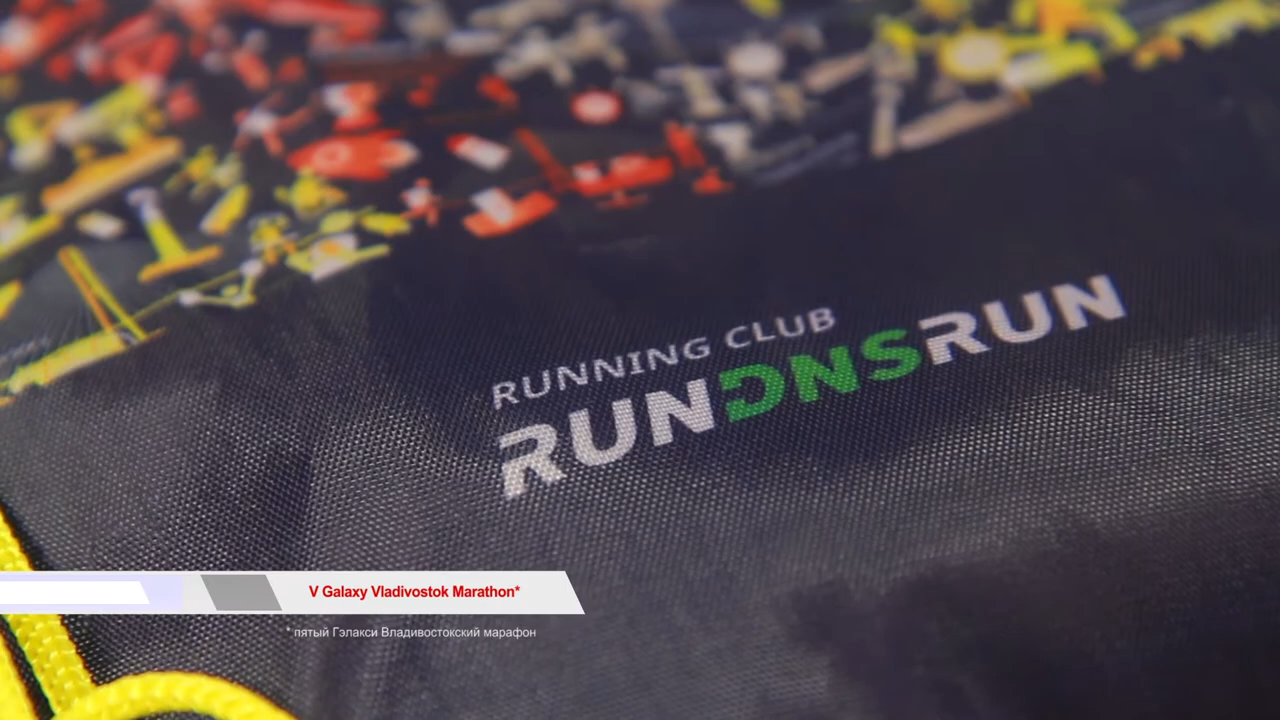 RUNNING CLUB
RUNDNSRUN
V Galaxy Vladivostok Marathon*
* пятый Гэлакси Владивостокский марафон